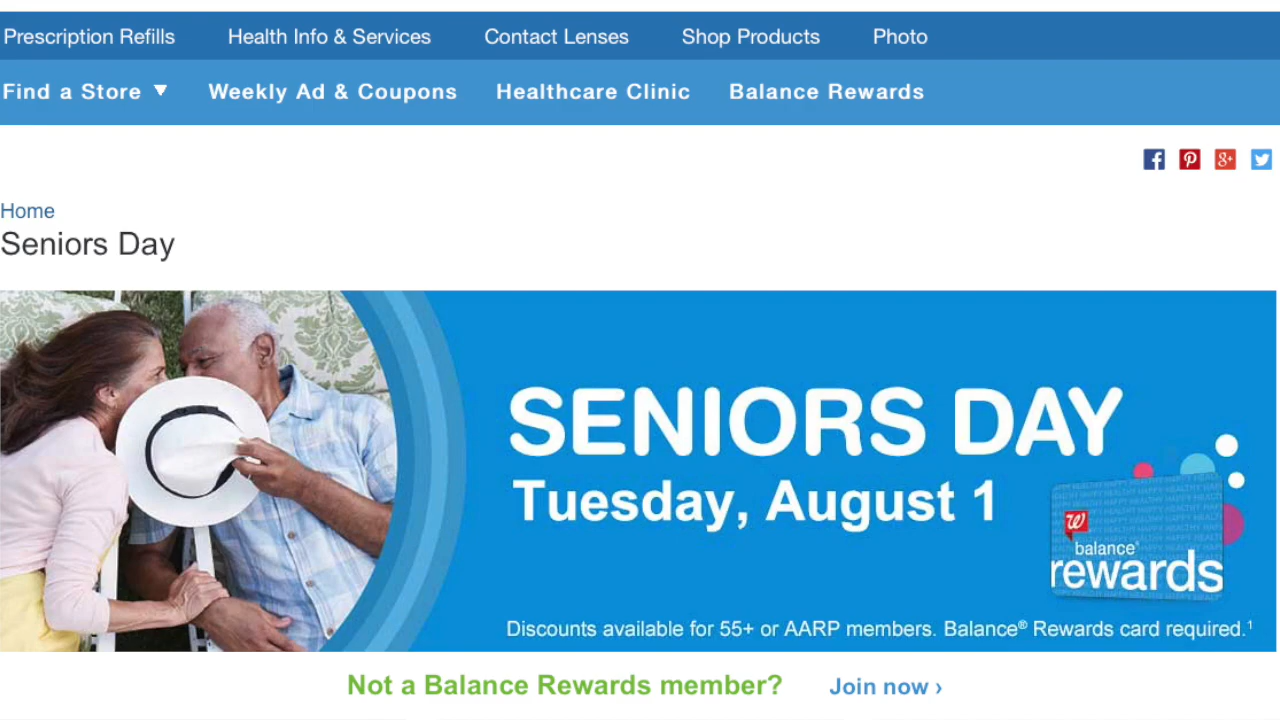 Prescription Refills Health Info & Services Contact Lenses Shop Products Photo
Find a Store ▼ Weekly Ad & Coupons Healthcare Clinic Balance Rewards
Home
Seniors Day
SENIORS DAY
Tuesday, August 1
balance®
rewards
Discounts available for 55+ or AARP members. Balance® Rewards card required.¹
Not a Balance Rewards member? Join now ›